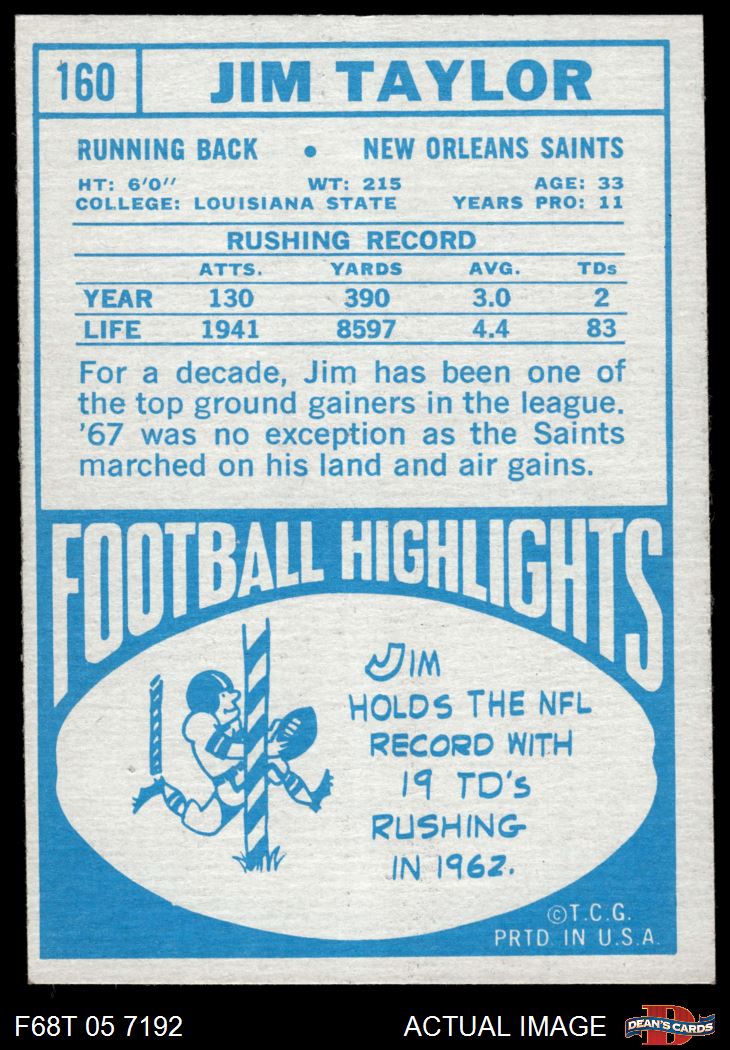 160 JIM TAYLOR
RUNNING BACK • NEW ORLEANS SAINTS
HT: 6'0" WT: 215 AGE: 33
COLLEGE: LOUISIANA STATE YEARS PRO: 11
RUSHING RECORD
ATTS. YARDS AVG. TDs
YEAR 130 390 3.0 2
LIFE 1941 8597 4.4 83
For a decade, Jim has been one of
the top ground gainers in the league.
'67 was no exception as the Saints
marched on his land and air gains.
FOOTBALL HIGHLIGHTS
JIM
HOLDS THE NFL
RECORD WITH
19 TD'S
RUSHING
IN 1962.
©T.C.G.
PRTD. IN U.S.A.
F68T 05 7192 ACTUAL IMAGE DEAN'S CARDS